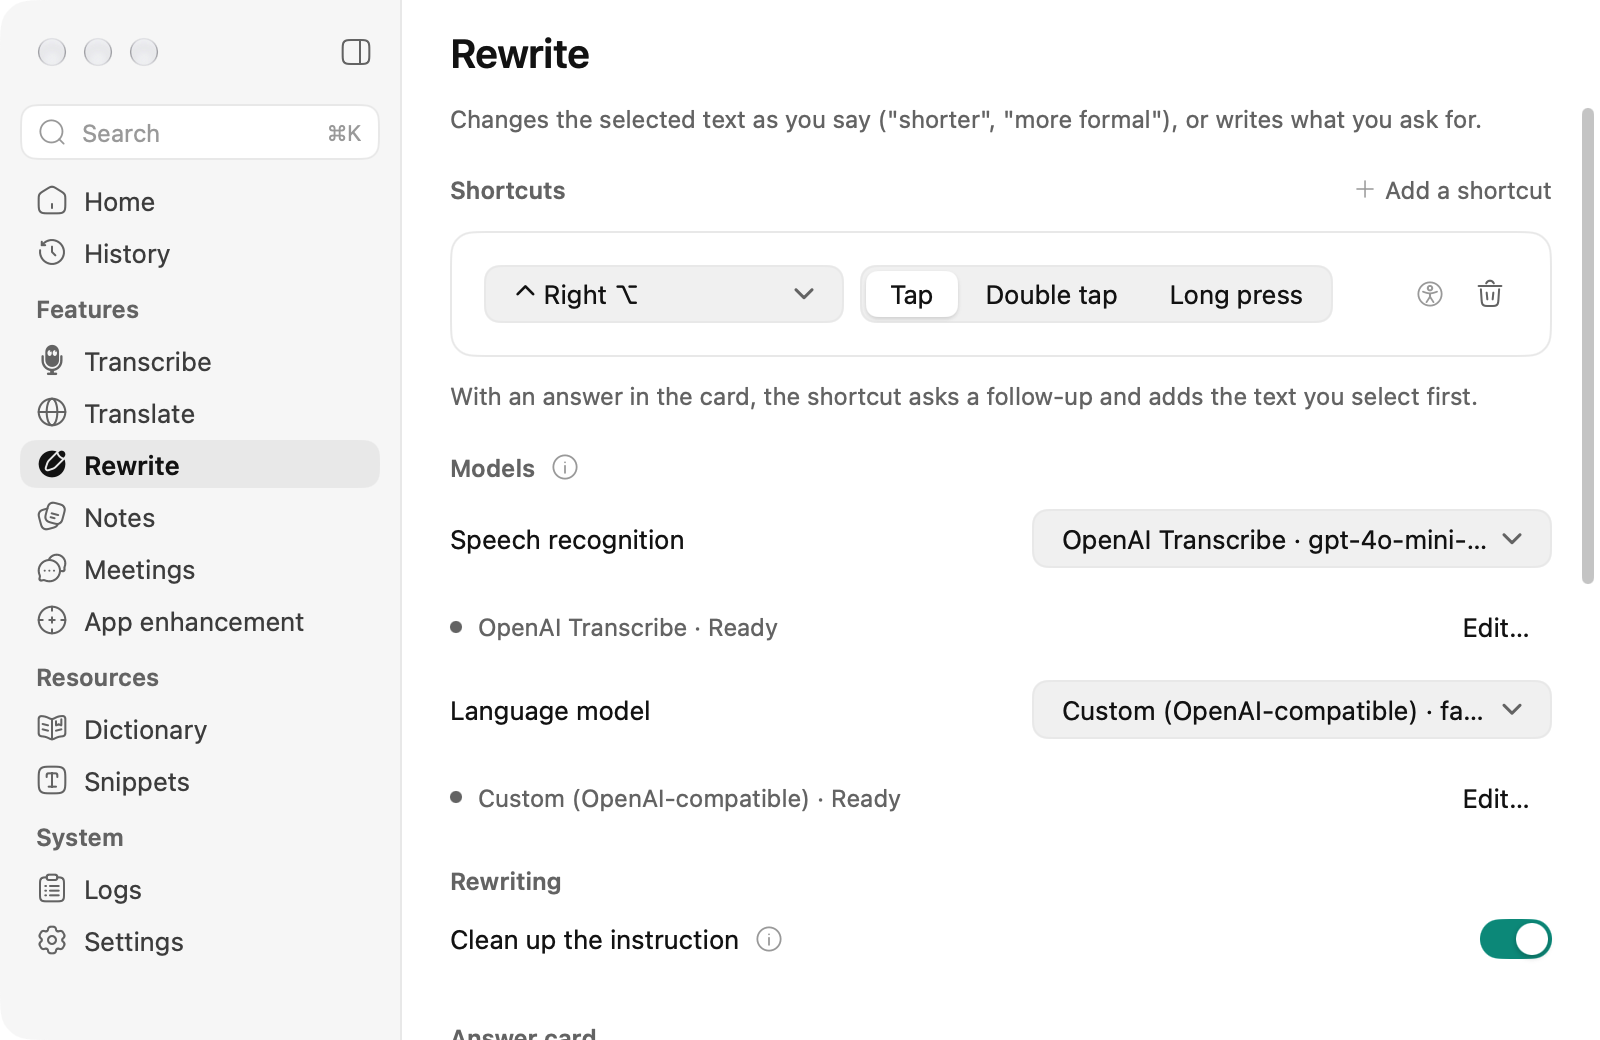 Search ⌘K
Home
History
Features
Transcribe
Translate
Rewrite
Notes
Meetings
App enhancement
Resources
Dictionary
Snippets
System
Logs
Settings
Rewrite
Changes the selected text as you say ("shorter", "more formal"), or writes what you ask for.
Shortcuts
+ Add a shortcut
^ Right ⌥
Tap Double tap Long press
With an answer in the card, the shortcut asks a follow-up and adds the text you select first.
Models
Speech recognition
OpenAI Transcribe · gpt-4o-mini-...
OpenAI Transcribe · Ready
Edit...
Language model
Custom (OpenAI-compatible) · fa...
Custom (OpenAI-compatible) · Ready
Edit...
Rewriting
Clean up the instruction
Answer card